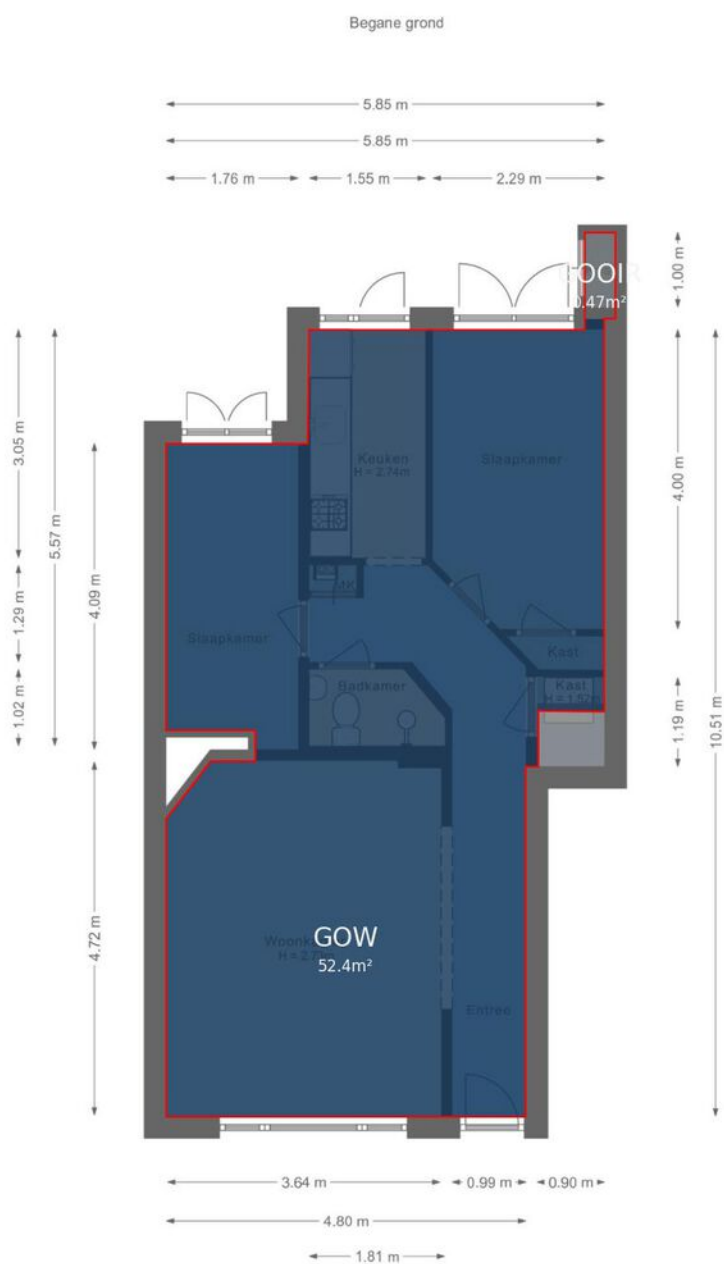 Begane grond
5.85 m
5.85 m
1.76 m
1.55 m
2.29 m
1.00 m
0.47m²
3.05 m
5.57 m
4.00 m
Keuken
H = 2.74m
Slaapkamer
1.29 m
4.09 m
Slaapkamer
Kast
Kast
H = 1.57m
Badkamer
1.02 m
1.19 m
10.51 m
4.72 m
GOW
52.4m²
Entree
3.64 m
0.99 m
0.90 m
4.80 m
1.81 m